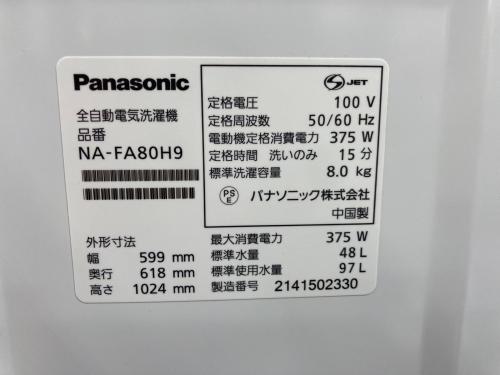 Panasonic
全自動電気洗濯機
品番
NA-FA80H9
外形寸法
幅 599 mm
奥行 618 mm
高さ 1024 mm
S JET
定格電圧 100 V
定格周波数 50/60 Hz
電動機定格消費電力 375 W
定格時間 洗いのみ 15 分
標準洗濯容量 8.0 kg
PS E パナソニック株式会社
中国製
最大消費電力 375 W
標準水量 48 L
標準使用水量 97 L
製造番号 2141502330